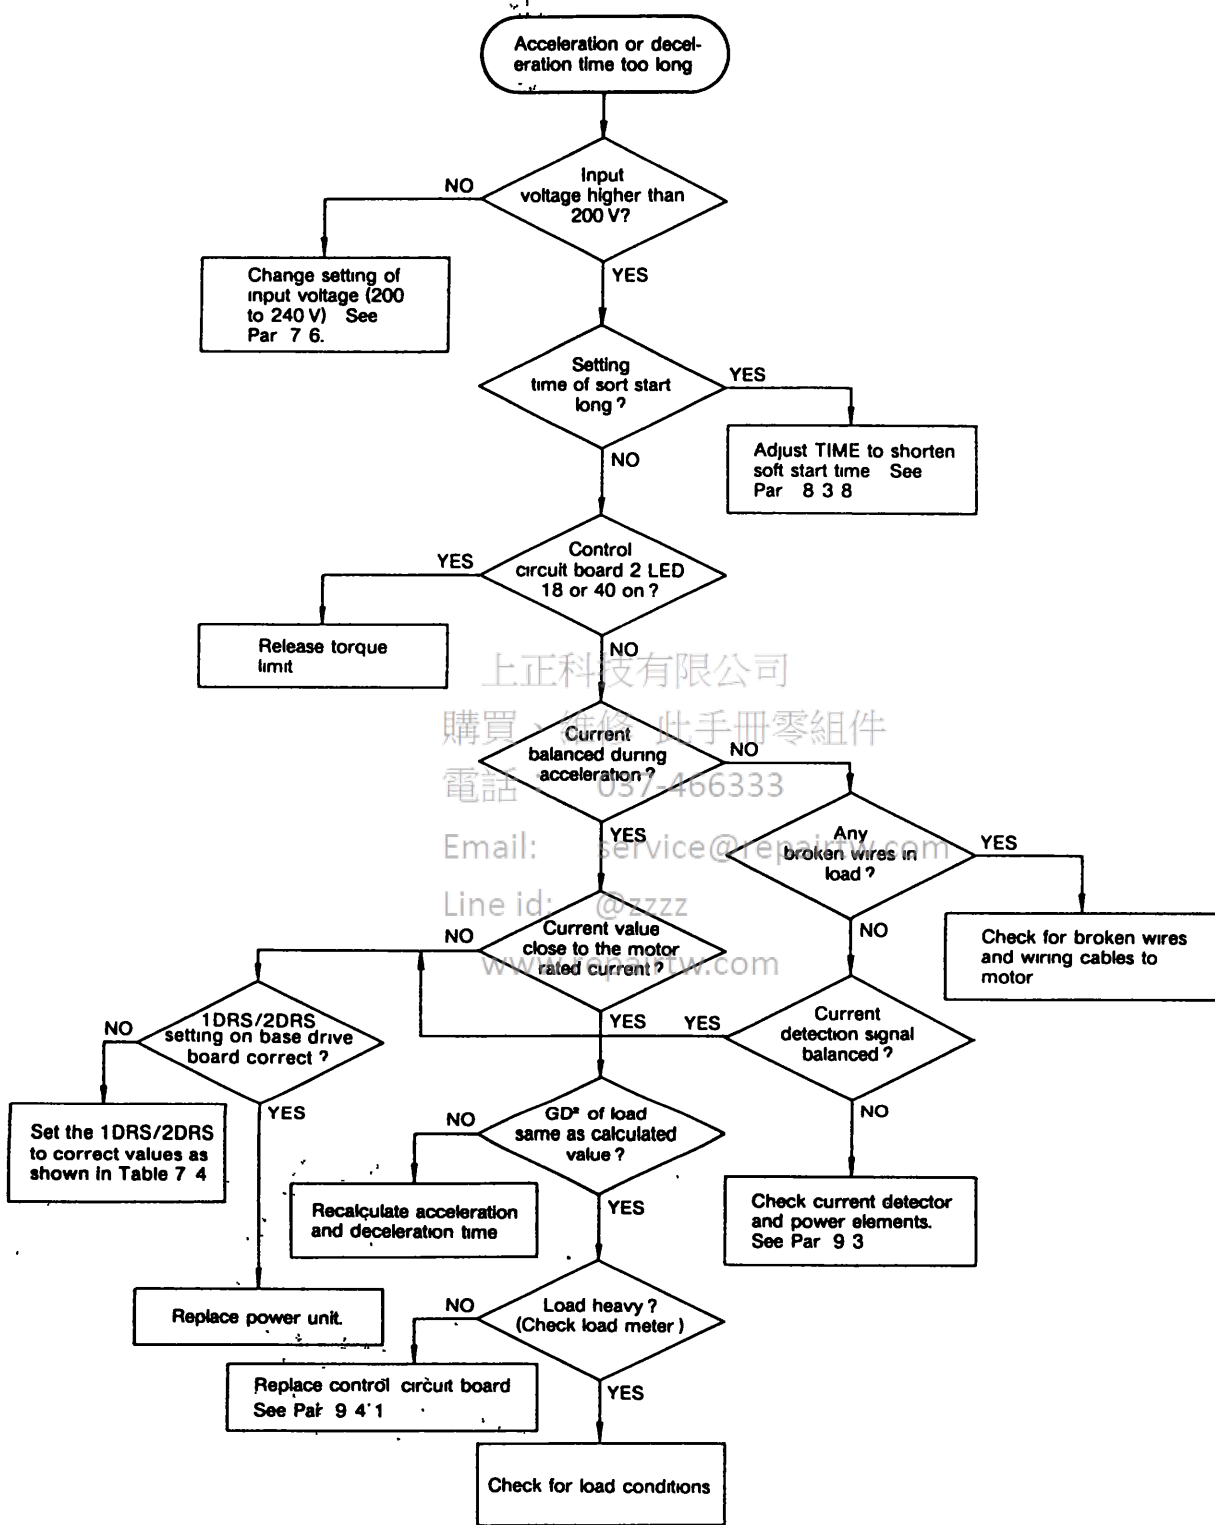 Acceleration or decel-
eration time too long
Input
voltage higher than
200 V?
NO
YES
Change setting of
input voltage (200
to 240 V) See
Par 7 6.
Setting
time of sort start
long ?
YES
NO
Adjust TIME to shorten
soft start time See
Par 8 3 8
Control
circuit board 2 LED
18 or 40 on ?
YES
NO
Release torque
limit
上正科技有限公司
購買、維修 此手冊零組件
電話: 037-466333
Email: service@repairtw.com
Line id: @zzzz
www.repairtw.com
Current
balanced during
acceleration ?
NO
YES
Any
broken wires in
load ?
YES
NO
Check for broken wires
and wiring cables to
motor
Current value
close to the motor
rated current ?
NO
YES
Current
detection signal
balanced ?
YES
NO
1DRS/2DRS
setting on base drive
board correct ?
NO
YES
Set the 1DRS/2DRS
to correct values as
shown in Table 7 4
GD² of load
same as calculated
value ?
NO
YES
Recalculate acceleration
and deceleration time
Check current detector
and power elements.
See Par 9 3
Replace power unit.
Load heavy ?
(Check load meter)
NO
YES
Replace control circuit board
See Par 9 4 1
Check for load conditions